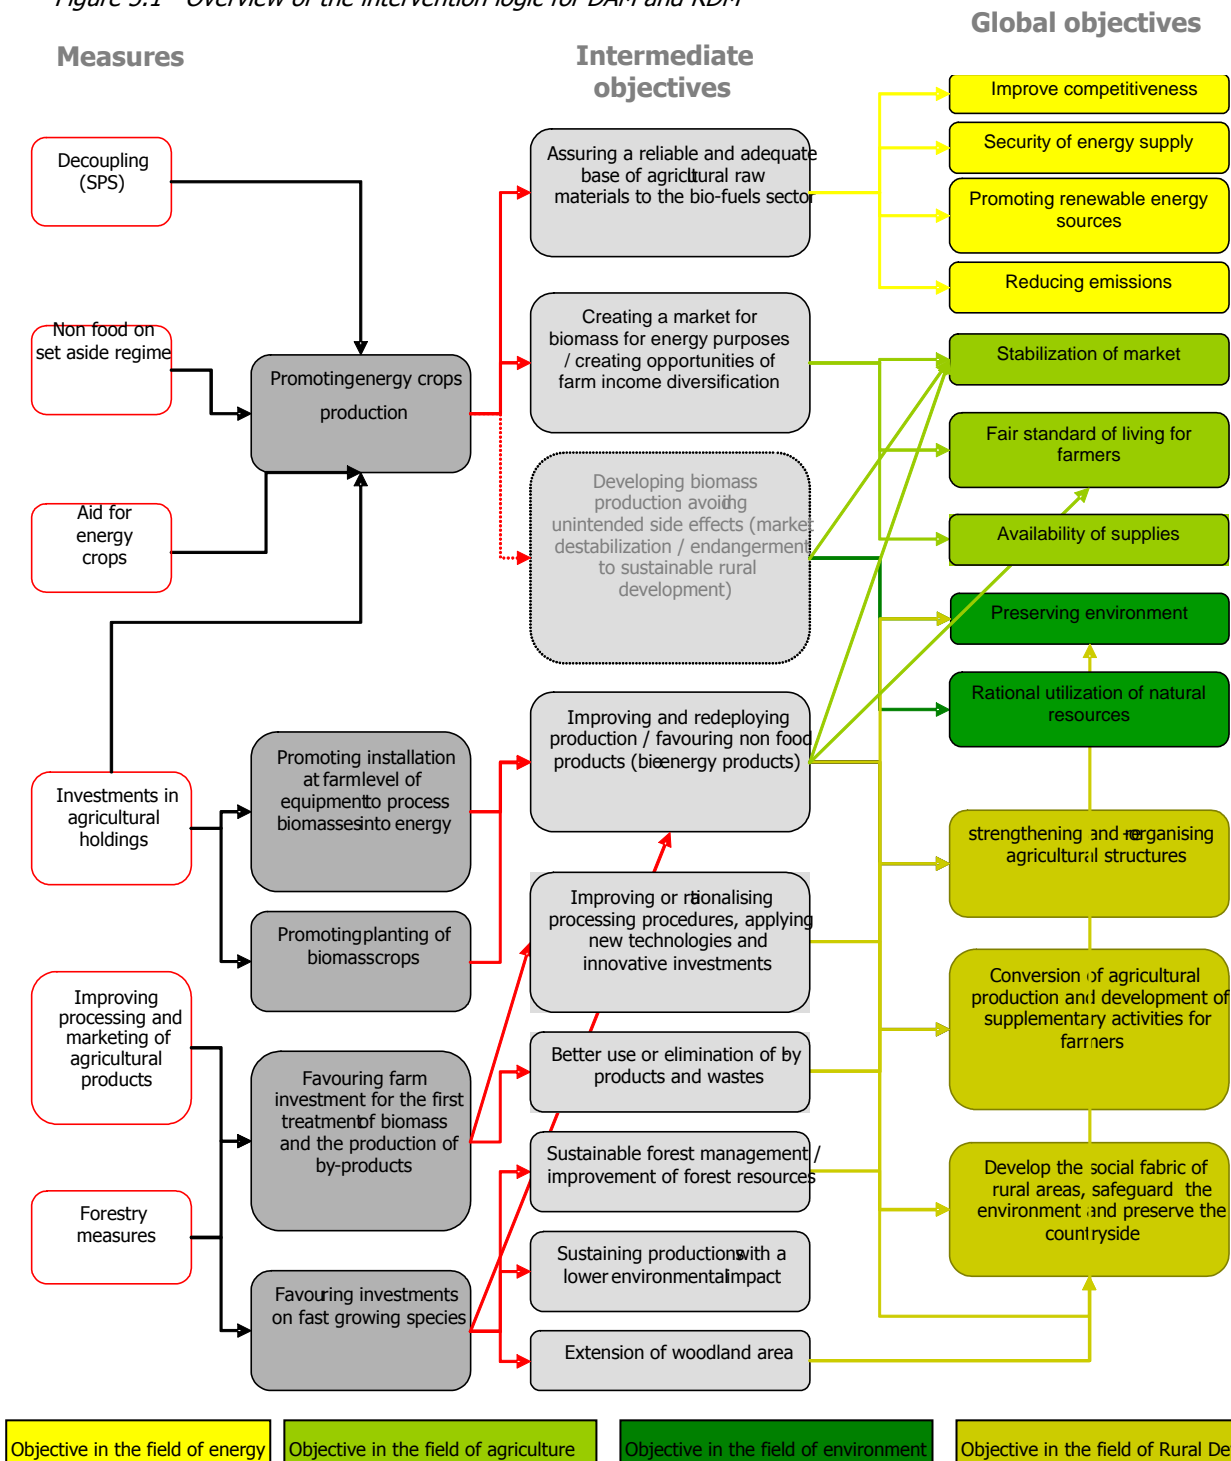 Figure 3.1 Overview of the intervention logic for DAM and RDM
Global objectives
Measures
Intermediate
objectives
Improve competitiveness
Security of energy supply
Promoting renewable energy
sources
Reducing emissions
Decoupling
(SPS)
Assuring a reliable and adequate
base of agricultural raw
materials to the bio-fuels sector
Non food on
set aside regime
Promoting energy crops
production
Creating a market for
biomass for energy purposes
/ creating opportunities of
farm income diversification
Stabilization of market
Fair standard of living for
farmers
Availability of supplies
Aid for
energy
crops
Developing biomass
production avoiding
unintended side effects (market
destabilization / endangerment
to sustainable rural
development)
Preserving environment
Rational utilization of natural
resources
Investments in
agricultural
holdings
Promoting installation
at farm level of
equipment to process
biomasses into energy
Improving and redeploying
production / favouring non food
products (bio-energy products)
strengthening and re-organising
agricultural structures
Promoting planting of
biomass crops
Improving or rationalising
processing procedures, applying
new technologies and
innovative investments
Conversion of agricultural
production and development of
supplementary activities for
farmers
Improving
processing and
marketing of
agricultural
products
Favouring farm
investment for the first
treatment of biomass
and the production of
by-products
Better use or elimination of by
products and wastes
Sustainable forest management /
improvement of forest resources
Develop the social fabric of
rural areas, safeguard the
environment and preserve the
countryside
Forestry
measures
Favouring investments
on fast growing species
Sustaining productions with a
lower environmental impact
Extension of woodland area
Objective in the field of energy
Objective in the field of agriculture
Objective in the field of environment
Objective in the field of Rural De